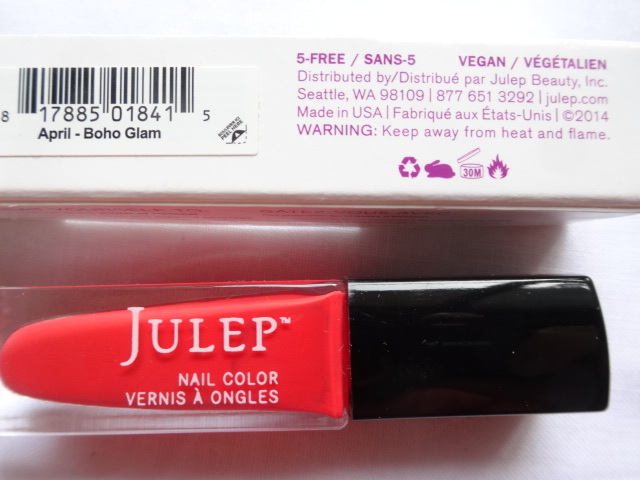 5-FREE / SANS-5 VEGAN / VÉGÉTALIEN
Distributed by/Distribué par Julep Beauty, Inc.
Seattle, WA 98109 | 877 651 3292 | julep.com
Made in USA | Fabriqué aux États-Unis | ©2014
WARNING: Keep away from heat and flame.
30M
8 17885 01841 5
April - Boho Glam
PEEL HERE
JULEP™
NAIL COLOR
VERNIS À ONGLES